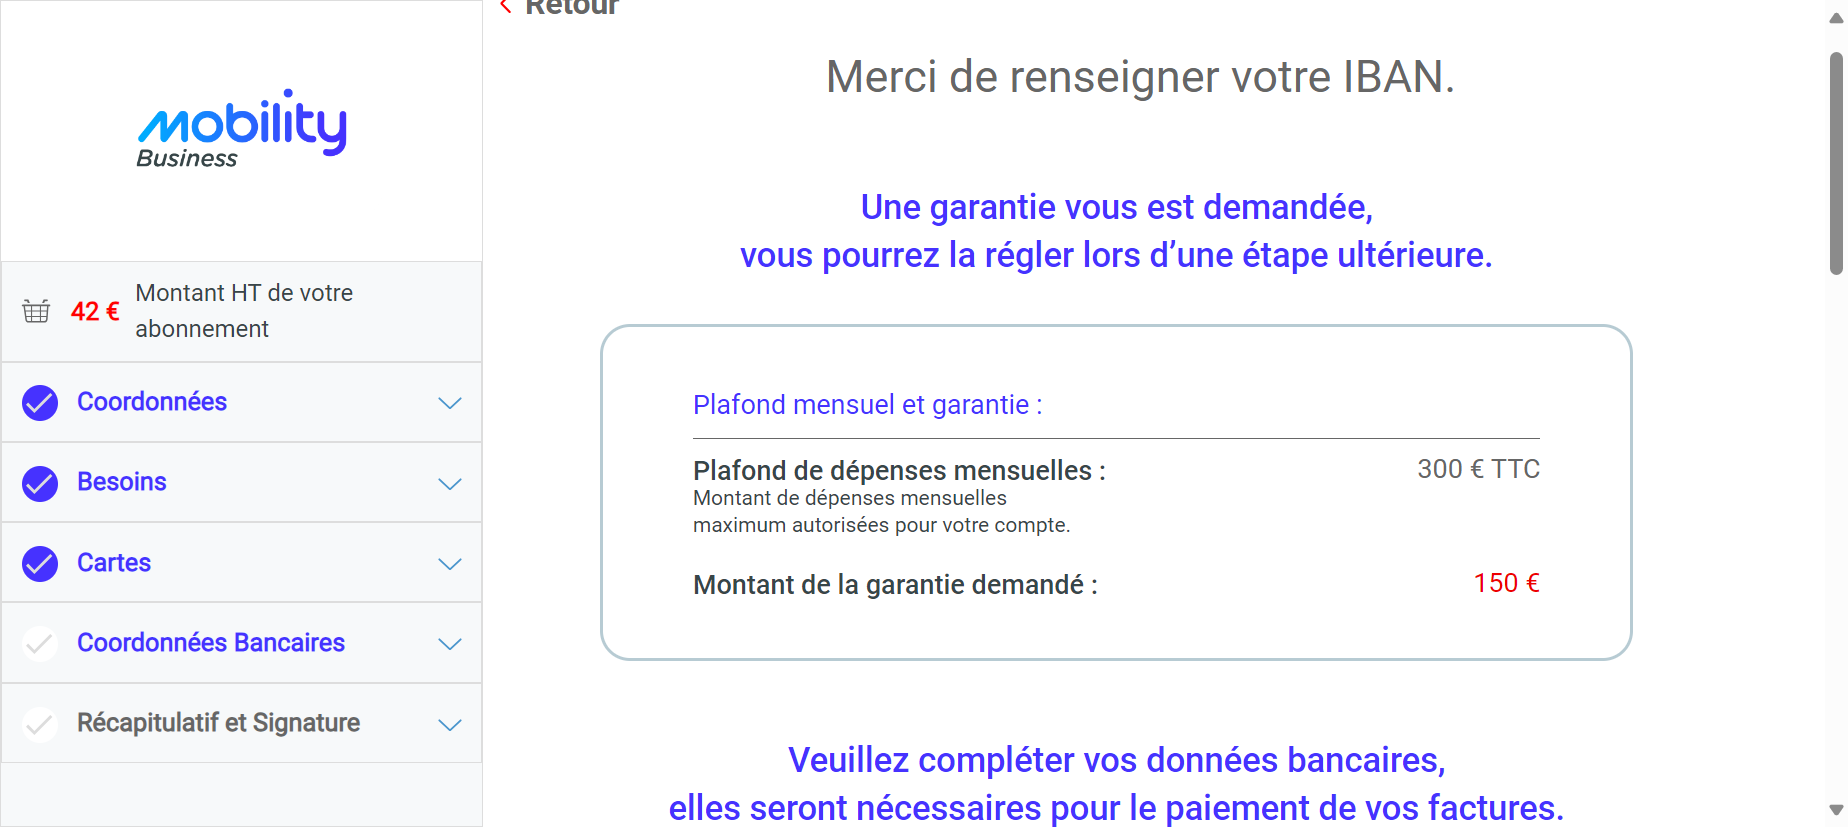 Retour
Merci de renseigner votre IBAN.
mobility
Business
Une garantie vous est demandée,
vous pourrez la régler lors d’une étape ultérieure.
42 €
Montant HT de votre
abonnement
Coordonnées
Besoins
Cartes
Coordonnées Bancaires
Récapitulatif et Signature
Plafond mensuel et garantie :
Plafond de dépenses mensuelles :
300 € TTC
Montant de dépenses mensuelles
maximum autorisées pour votre compte.
Montant de la garantie demandé :
150 €
Veuillez compléter vos données bancaires,
elles seront nécessaires pour le paiement de vos factures.